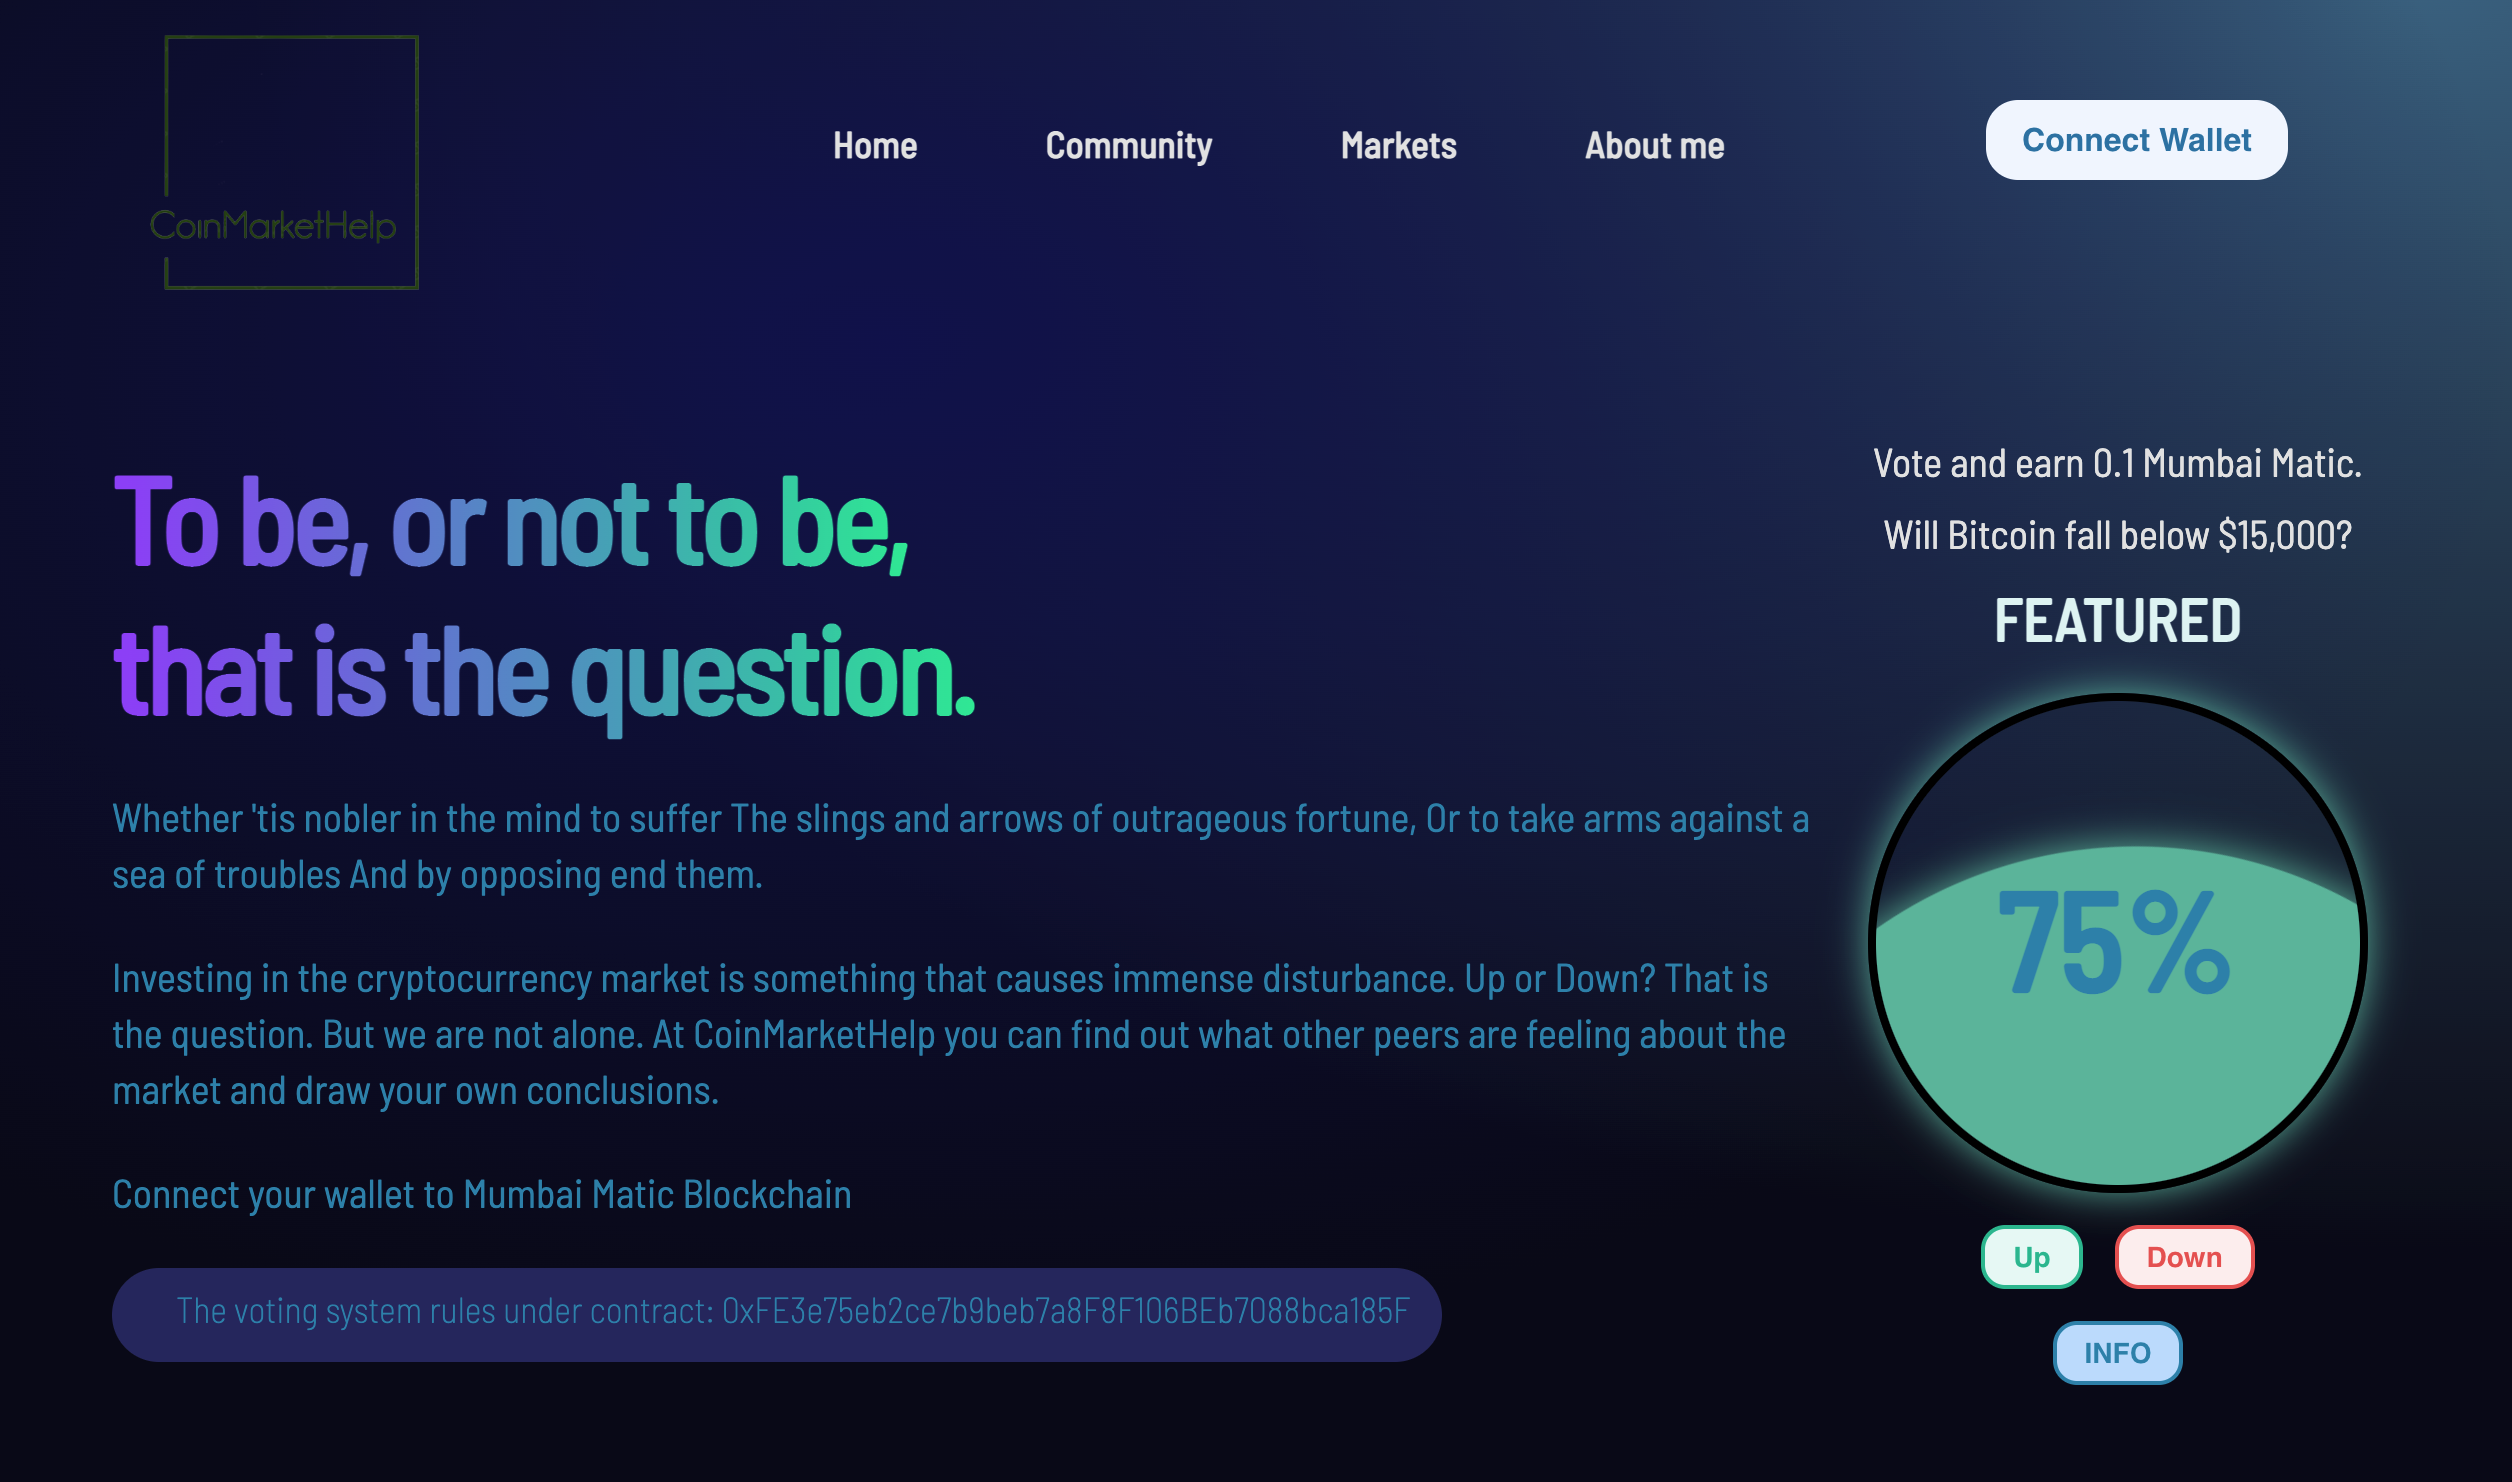 CoinMarketHelp
Home Community Markets About me
Connect Wallet
To be, or not to be,
that is the question.
Whether 'tis nobler in the mind to suffer The slings and arrows of outrageous fortune, Or to take arms against a
sea of troubles And by opposing end them.
Investing in the cryptocurrency market is something that causes immense disturbance. Up or Down? That is
the question. But we are not alone. At CoinMarketHelp you can find out what other peers are feeling about the
market and draw your own conclusions.
Connect your wallet to Mumbai Matic Blockchain
The voting system rules under contract: 0xFE3e75eb2ce7b9beb7a8F8F106BEb7088bca185F
Vote and earn 0.1 Mumbai Matic.
Will Bitcoin fall below $15,000?
FEATURED
75%
Up Down
INFO